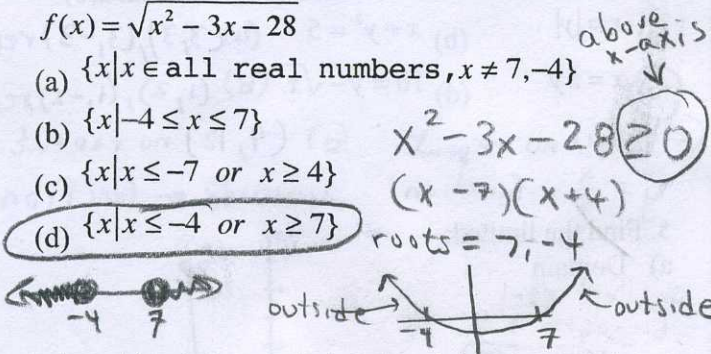 f(x) = √x² − 3x − 28
(a) {x|x ∈ all real numbers, x ≠ 7, −4}
(b) {x|−4 ≤ x ≤ 7}
(c) {x|x ≤ −7 or x ≥ 4}
(d) {x|x ≤ −4 or x ≥ 7}
−4 7
above
x-axis
x² − 3x − 28 ≥ 0
(x − 7)(x + 4)
roots = 7, −4
outside −4 7 outside